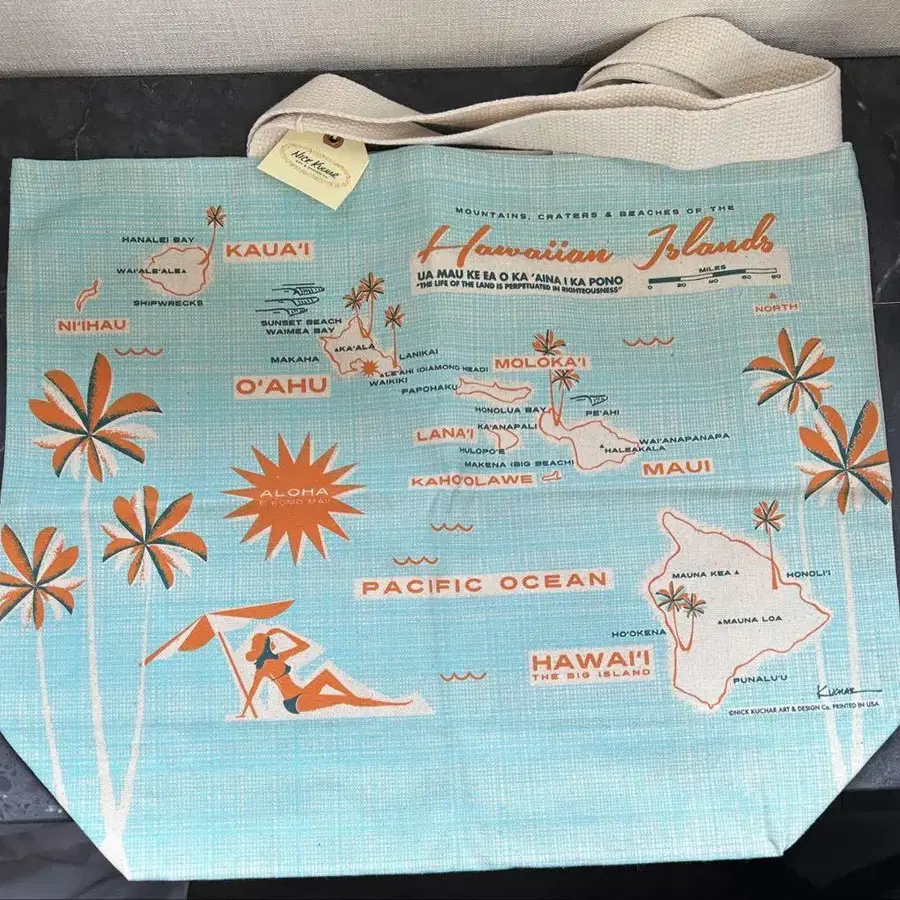 NICK KUCHAR
MOUNTAINS, CRATERS & BEACHES OF THE
Hawaiian Islands
UA MAU KE EA O KA 'AINA I KA PONO
"THE LIFE OF THE LAND IS PERPETUATED IN RIGHTEOUSNESS"
MILES
0 20 40 60 80
NORTH
HANALEI BAY
KAUA'I
WAI'ALE'ALE
SHIPWRECKS
NI'IHAU
SUNSET BEACH
WAIMEA BAY
KA'ALA
MAKAHA
LANIKAI
LE'AHI (DIAMOND HEAD)
WAIKIKI
O'AHU
MOLOKA'I
PAPOHAKU
HONOLUA BAY
PE'AHI
KA'ANAPALI
LANA'I
HULOPO'E
WAI'ANAPANAPA
HALEAKALA
MAKENA (BIG BEACH)
MAUI
KAHOOLAWE
ALOHA
E KOMO MAI
PACIFIC OCEAN
MAUNA KEA
HONOLI'I
MAUNA LOA
HO'OKENA
HAWAI'I
THE BIG ISLAND
PUNALU'U
KUCHAR
©NICK KUCHAR ART & DESIGN Co. PRINTED IN USA